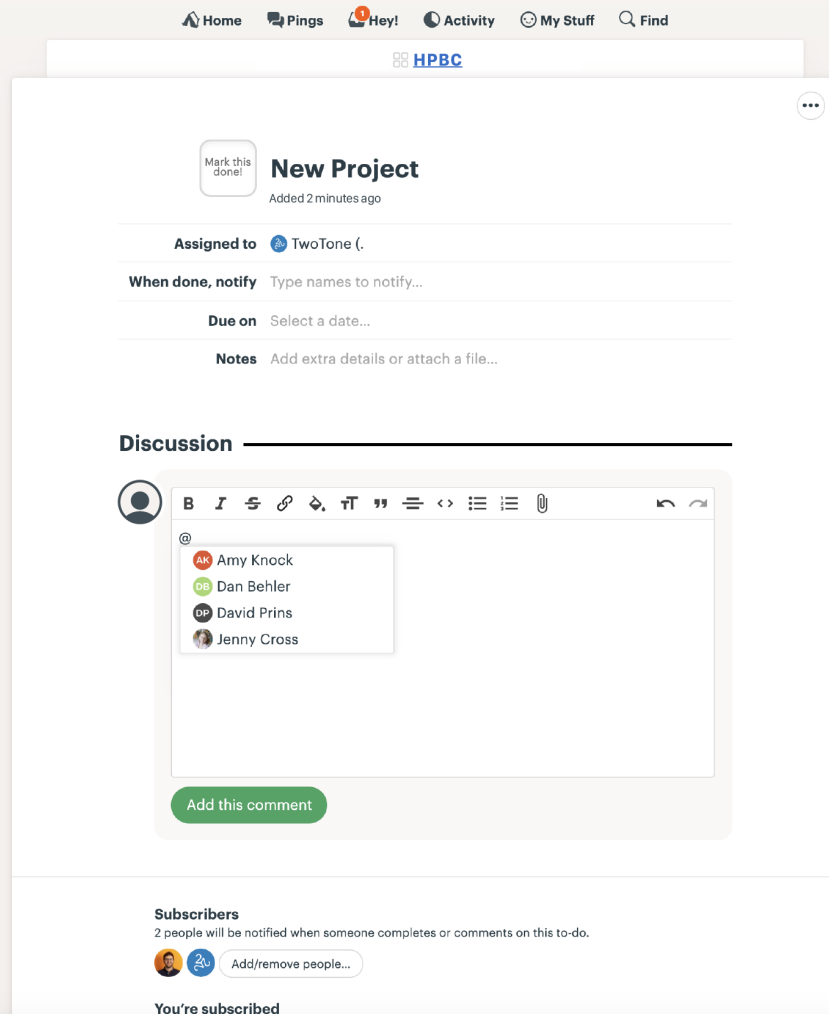 Home Pings 1 Hey! Activity My Stuff Find
HPBC
Mark this
done!
New Project
Added 2 minutes ago
Assigned to TwoTone (.
When done, notify Type names to notify...
Due on Select a date...
Notes Add extra details or attach a file...
Discussion
B I S
@
AK Amy Knock
DB Dan Behler
DP David Prins
Jenny Cross
Add this comment
Subscribers
2 people will be notified when someone completes or comments on this to-do.
Add/remove people...
You're subscribed